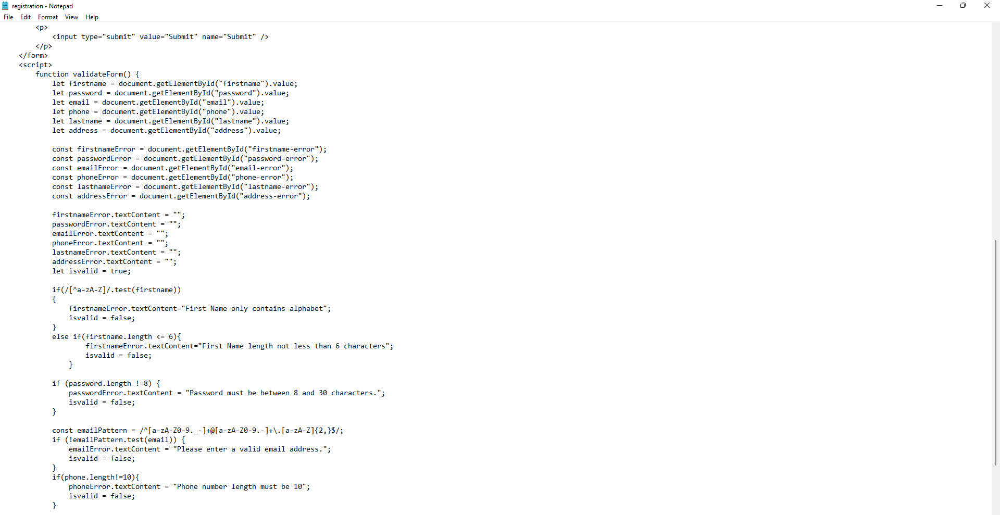 registration - Notepad
File Edit Format View Help
<p>
<input type="submit" value="Submit" name="Submit" />
</p>
</form>
<script>
function validateForm() {
let firstname = document.getElementById("firstname").value;
let password = document.getElementById("password").value;
let email = document.getElementById("email").value;
let phone = document.getElementById("phone").value;
let lastname = document.getElementById("lastname").value;
let address = document.getElementById("address").value;
const firstnameError = document.getElementById("firstname-error");
const passwordError = document.getElementById("password-error");
const emailError = document.getElementById("email-error");
const phoneError = document.getElementById("phone-error");
const lastnameError = document.getElementById("lastname-error");
const addressError = document.getElementById("address-error");
firstnameError.textContent = "";
passwordError.textContent = "";
emailError.textContent = "";
phoneError.textContent = "";
lastnameError.textContent = "";
addressError.textContent = "";
let isvalid = true;
if(/[^a-zA-Z]/.test(firstname))
{
firstnameError.textContent="First Name only contains alphabet";
isvalid = false;
}
else if(firstname.length <= 6){
firstnameError.textContent="First Name length not less than 6 characters";
isvalid = false;
}
if (password.length !=8) {
passwordError.textContent = "Password must be between 8 and 30 characters.";
isvalid = false;
}
const emailPattern = /^[a-zA-Z0-9._-]+@[a-zA-Z0-9.-]+\.[a-zA-Z]{2,}$/;
if (!emailPattern.test(email)) {
emailError.textContent = "Please enter a valid email address.";
isvalid = false;
}
if(phone.length!=10){
phoneError.textContent = "Phone number length must be 10";
isvalid = false;
}